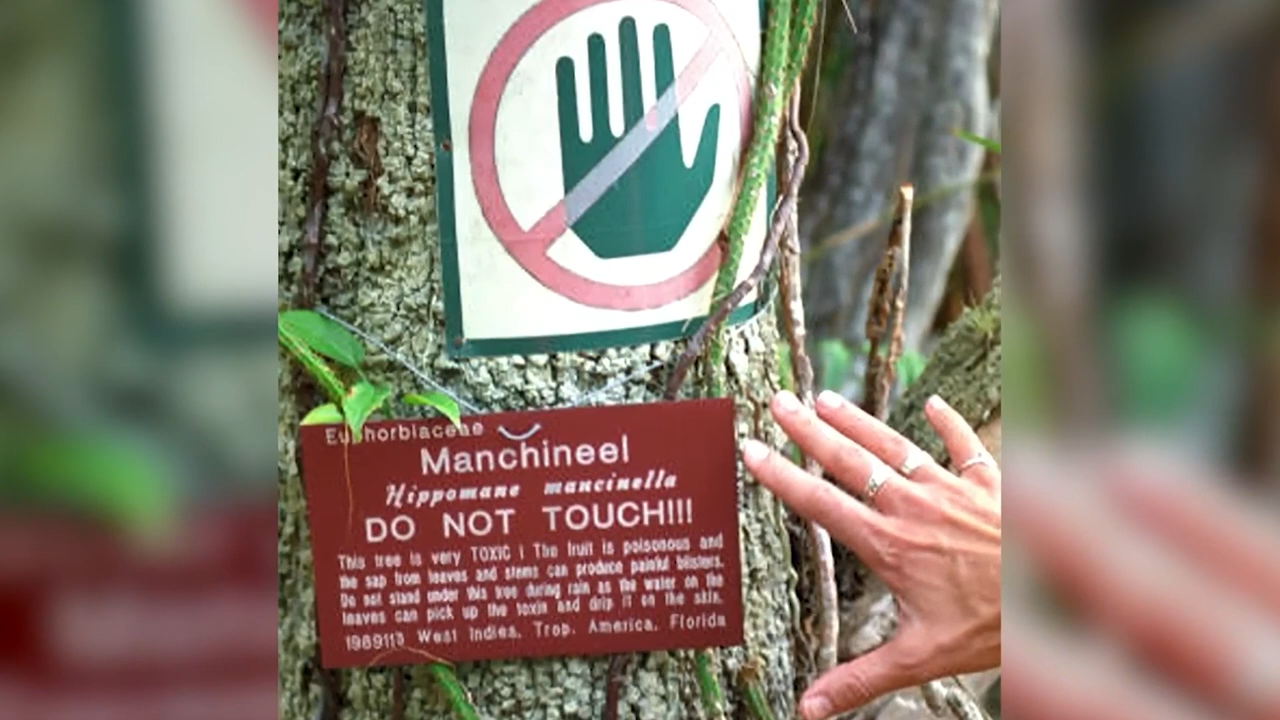 Euphorbiaceae
Manchineel
Hippomane mancinella
DO NOT TOUCH!!!
This tree is very TOXIC ! The fruit is poisonous and
the sap from leaves and stems can produce painful blisters.
Do not stand under this tree during rain as the water on the
leaves can pick up the toxin and drip it on the skin.
198911 West Indies, Trop. America, Florida